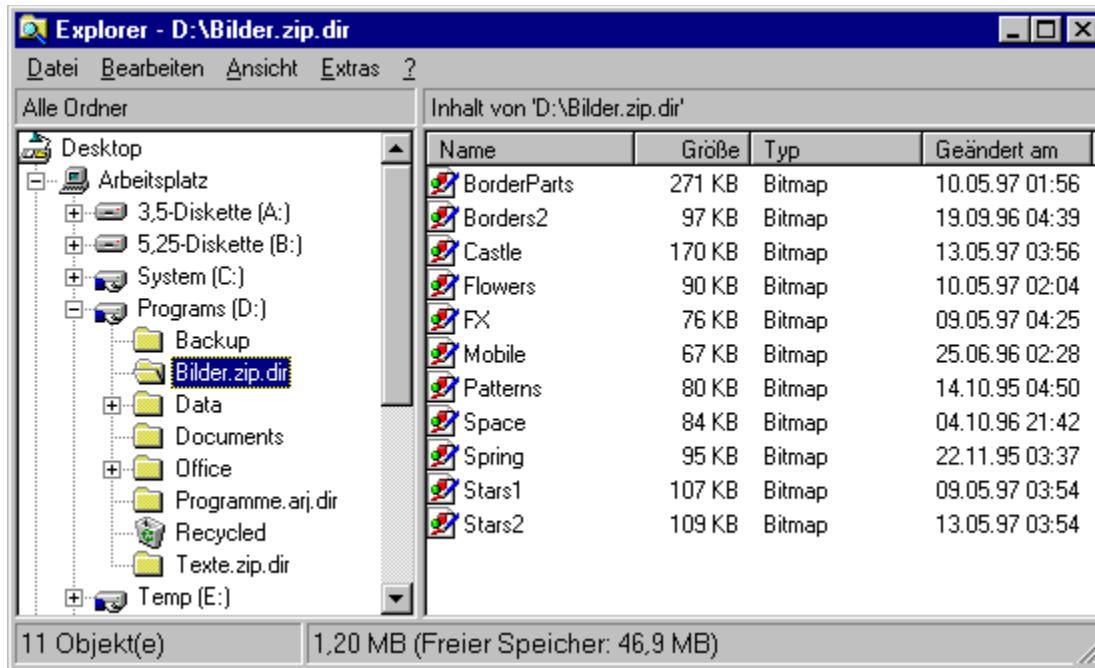 Explorer - D:\Bilder.zip.dir
Datei Bearbeiten Ansicht Extras ?
Alle Ordner
Inhalt von 'D:\Bilder.zip.dir'
Desktop
Arbeitsplatz
3,5-Diskette (A:)
5,25-Diskette (B:)
System (C:)
Programs (D:)
Backup
Bilder.zip.dir
Data
Documents
Office
Programme.arj.dir
Recycled
Texte.zip.dir
Temp (E:)
Name Größe Typ Geändert am
BorderParts 271 KB Bitmap 10.05.97 01:56
Borders2 97 KB Bitmap 19.09.96 04:39
Castle 170 KB Bitmap 13.05.97 03:56
Flowers 90 KB Bitmap 10.05.97 02:04
FX 76 KB Bitmap 09.05.97 04:25
Mobile 67 KB Bitmap 25.06.96 02:28
Patterns 80 KB Bitmap 14.10.95 04:50
Space 84 KB Bitmap 04.10.96 21:42
Spring 95 KB Bitmap 22.11.95 03:37
Stars1 107 KB Bitmap 09.05.97 03:54
Stars2 109 KB Bitmap 13.05.97 03:54
11 Objekt(e)
1,20 MB (Freier Speicher: 46,9 MB)